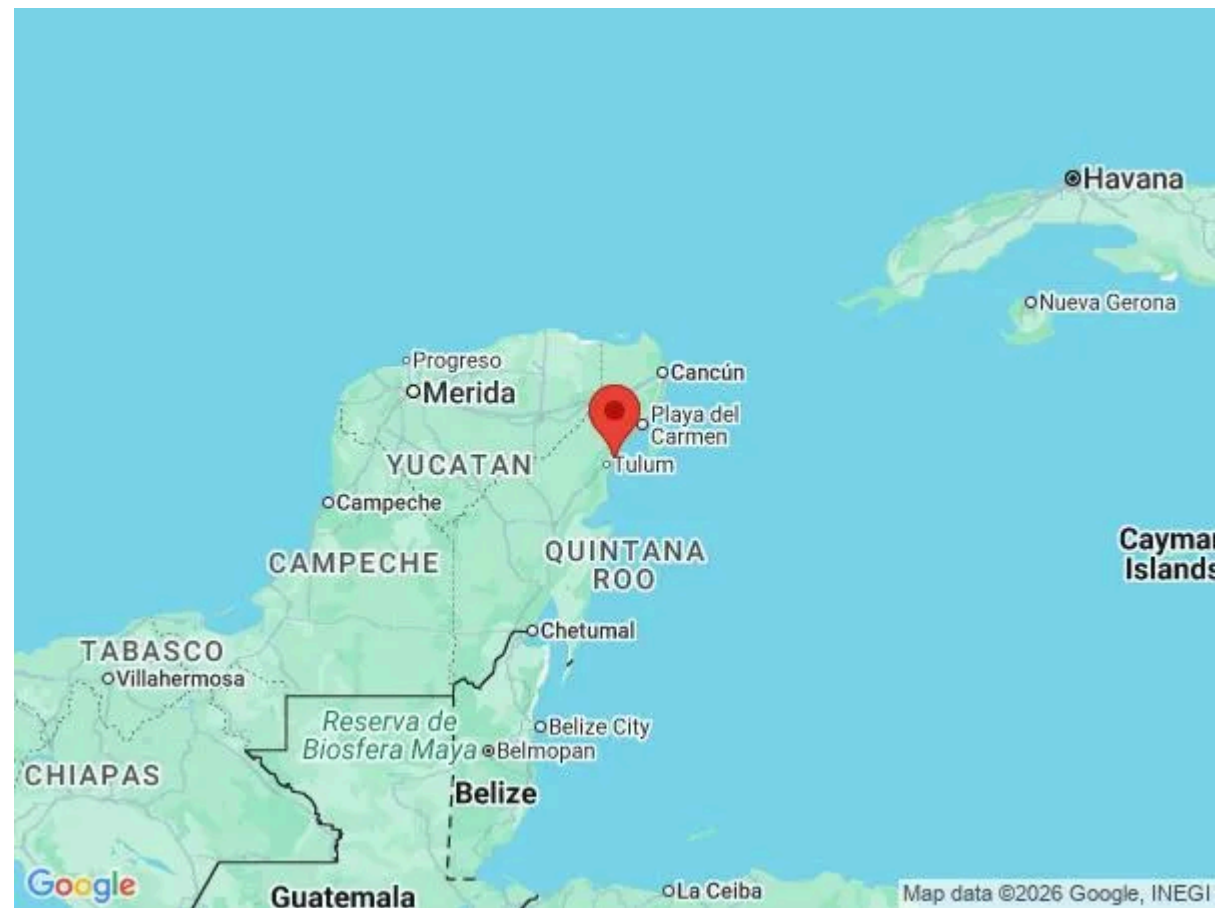 Havana
Nueva Gerona
Progreso
Cancún
Merida
Playa del
Carmen
YUCATAN
Tulum
Campeche
QUINTANA
ROO
CAMPECHE
Cayma
Islands
Chetumal
TABASCO
Villahermosa
Reserva de
Biosfera Maya
Belize City
Belmopan
CHIAPAS
Belize
Google
Guatemala
La Ceiba
Map data ©2026 Google, INEGI